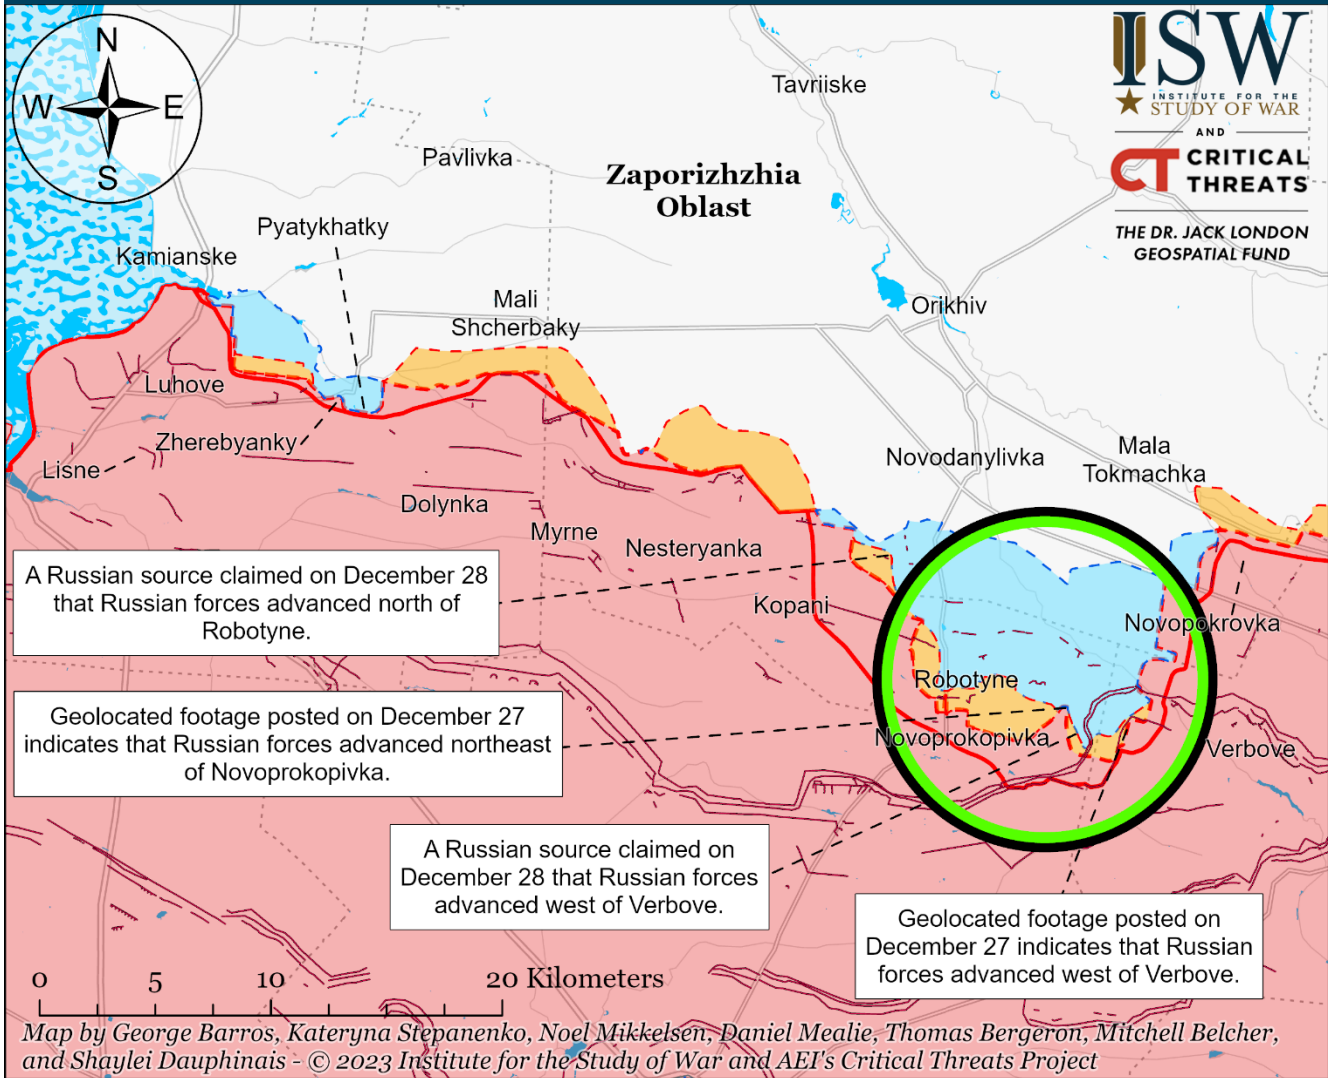 N
W
E
S
ISW
INSTITUTE FOR THE
STUDY OF WAR
AND
CT CRITICAL
THREATS
THE DR. JACK LONDON
GEOSPATIAL FUND
Tavriiske
Pavlivka
Zaporizhzhia
Oblast
Pyatykhatky
Kamianske
Mali
Shcherbaky
Orikhiv
Luhove
Zherebyanky
Lisne
Novodanylivka
Mala
Tokmachka
Dolynka
Myrne
Nesteryanka
Kopani
Novopokrovka
Robotyne
Novoprokopivka
Verbove
A Russian source claimed on December 28
that Russian forces advanced north of
Robotyne.
Geolocated footage posted on December 27
indicates that Russian forces advanced northeast
of Novoprokopivka.
A Russian source claimed on
December 28 that Russian forces
advanced west of Verbove.
Geolocated footage posted on
December 27 indicates that Russian
forces advanced west of Verbove.
0 5 10 20 Kilometers
Map by George Barros, Kateryna Stepanenko, Noel Mikkelsen, Daniel Mealie, Thomas Bergeron, Mitchell Belcher,
and Shaylei Dauphinais - © 2023 Institute for the Study of War and AEI's Critical Threats Project